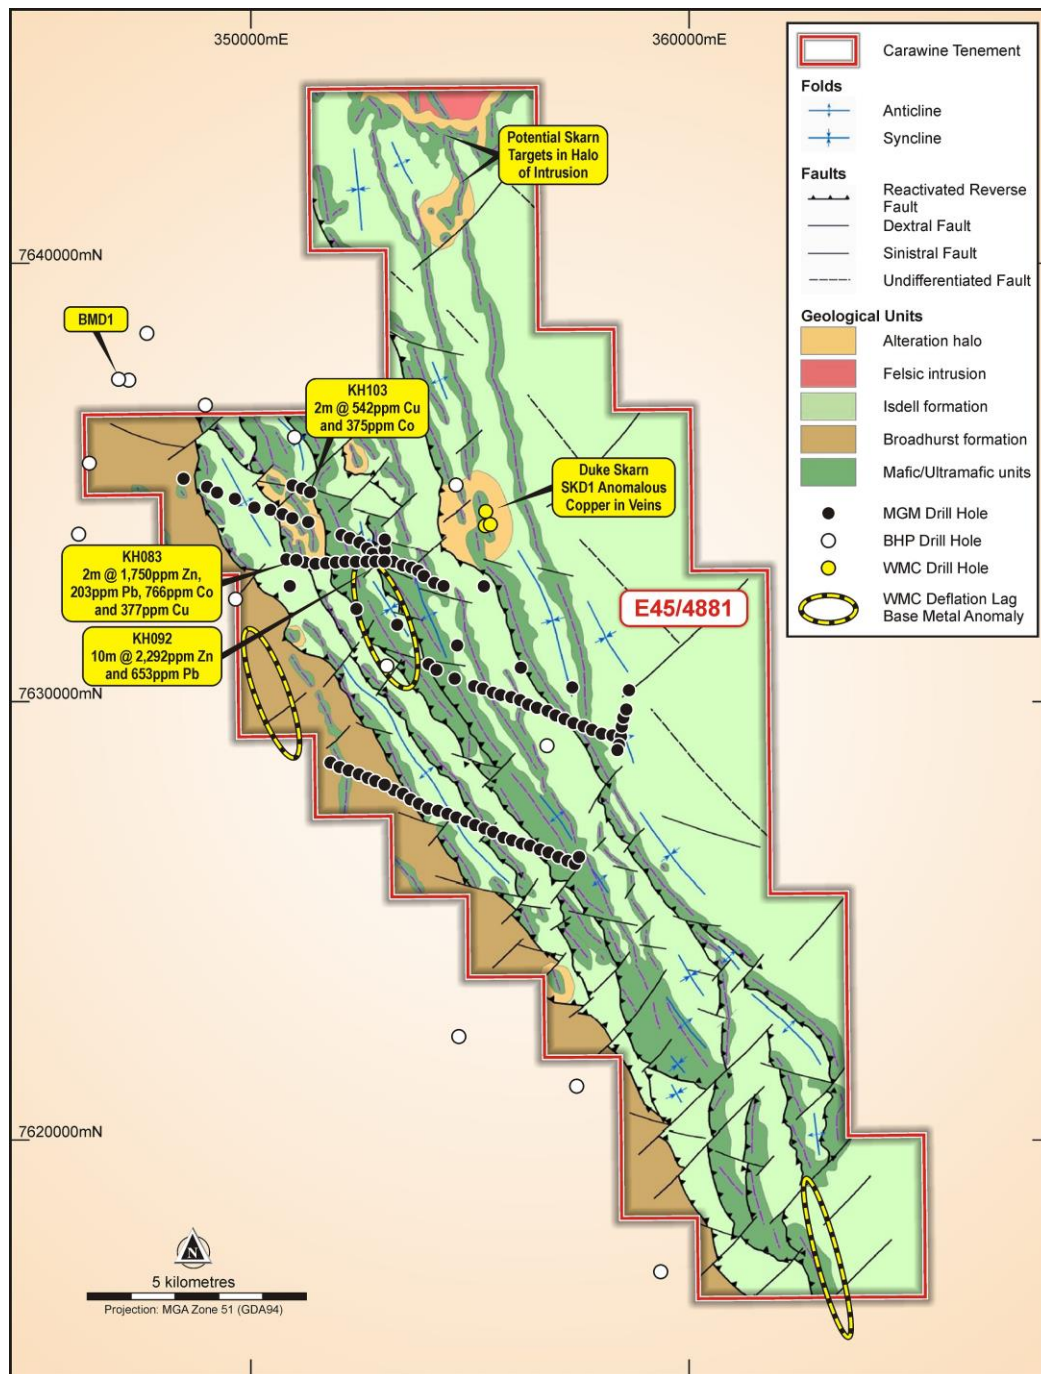 350000mE
360000mE
7640000mN
7630000mN
7620000mN
Potential Skarn
Targets in Halo
of Intrusion
BMD1
KH103
2m @ 542ppm Cu
and 375ppm Co
Duke Skarn
SKD1 Anomalous
Copper in Veins
KH083
2m @ 1,750ppm Zn,
203ppm Pb, 766ppm Co
and 377ppm Cu
KH092
10m @ 2,292ppm Zn
and 653ppm Pb
E45/4881
N
5 kilometres
Projection: MGA Zone 51 (GDA94)
Carawine Tenement
Folds
Anticline
Syncline
Faults
Reactivated Reverse
Fault
Dextral Fault
Sinistral Fault
Undifferentiated Fault
Geological Units
Alteration halo
Felsic intrusion
Isdell formation
Broadhurst formation
Mafic/Ultramafic units
MGM Drill Hole
BHP Drill Hole
WMC Drill Hole
WMC Deflation Lag
Base Metal Anomaly